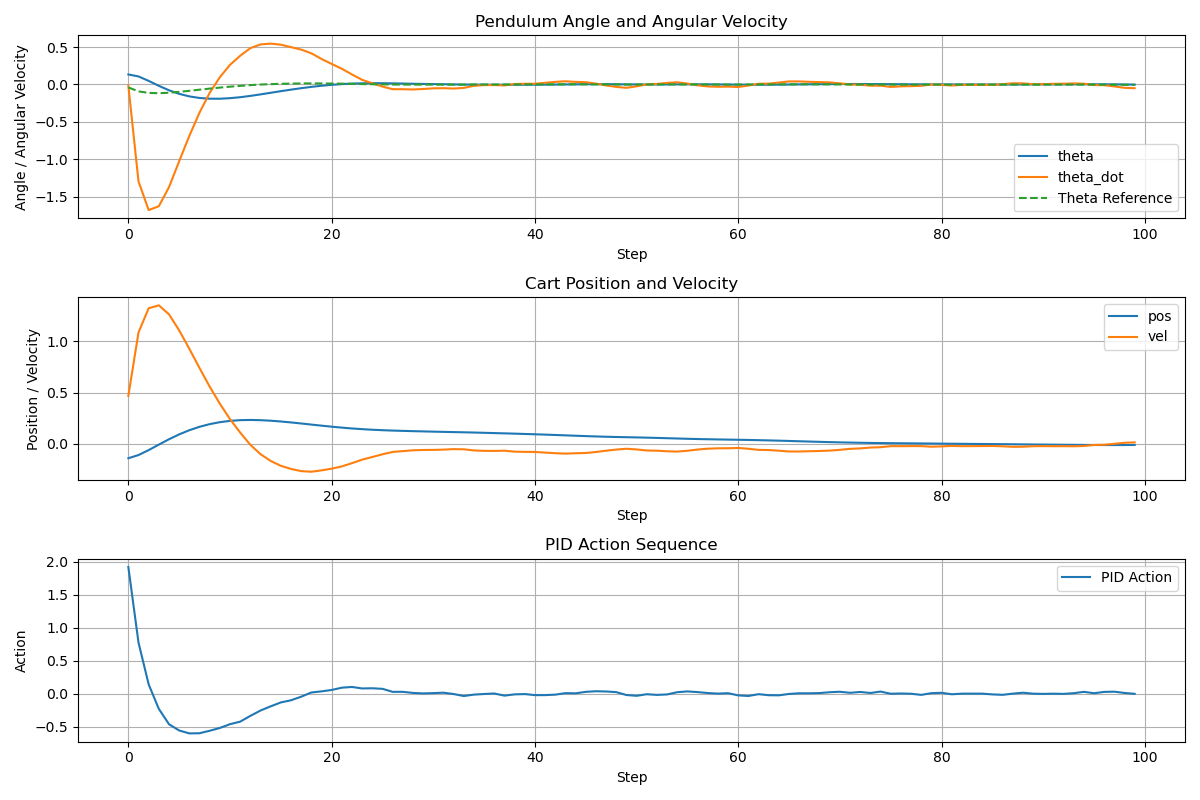 Pendulum Angle and Angular Velocity
Angle / Angular Velocity
0.5
0.0
−0.5
−1.0
−1.5
theta
theta_dot
Theta Reference
0 20 40 60 80 100
Step
Cart Position and Velocity
Position / Velocity
1.0
0.5
0.0
pos
vel
0 20 40 60 80 100
Step
PID Action Sequence
Action
2.0
1.5
1.0
0.5
0.0
−0.5
PID Action
0 20 40 60 80 100
Step